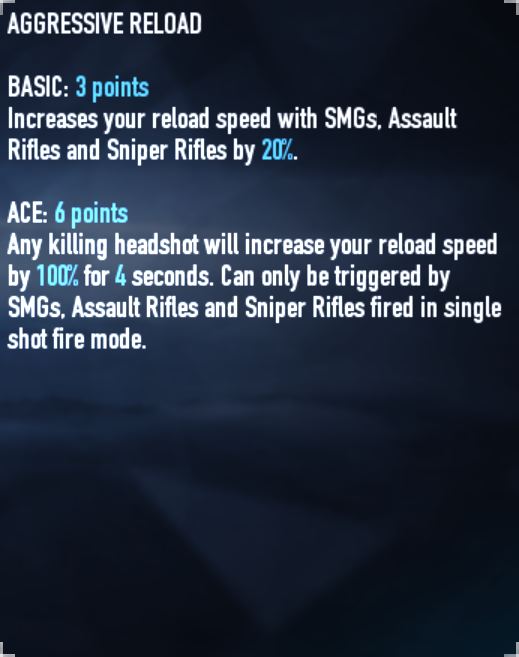 AGGRESSIVE RELOAD
BASIC: 3 points
Increases your reload speed with SMGs, Assault
Rifles and Sniper Rifles by 20%.
ACE: 6 points
Any killing headshot will increase your reload speed
by 100% for 4 seconds. Can only be triggered by
SMGs, Assault Rifles and Sniper Rifles fired in single
shot fire mode.